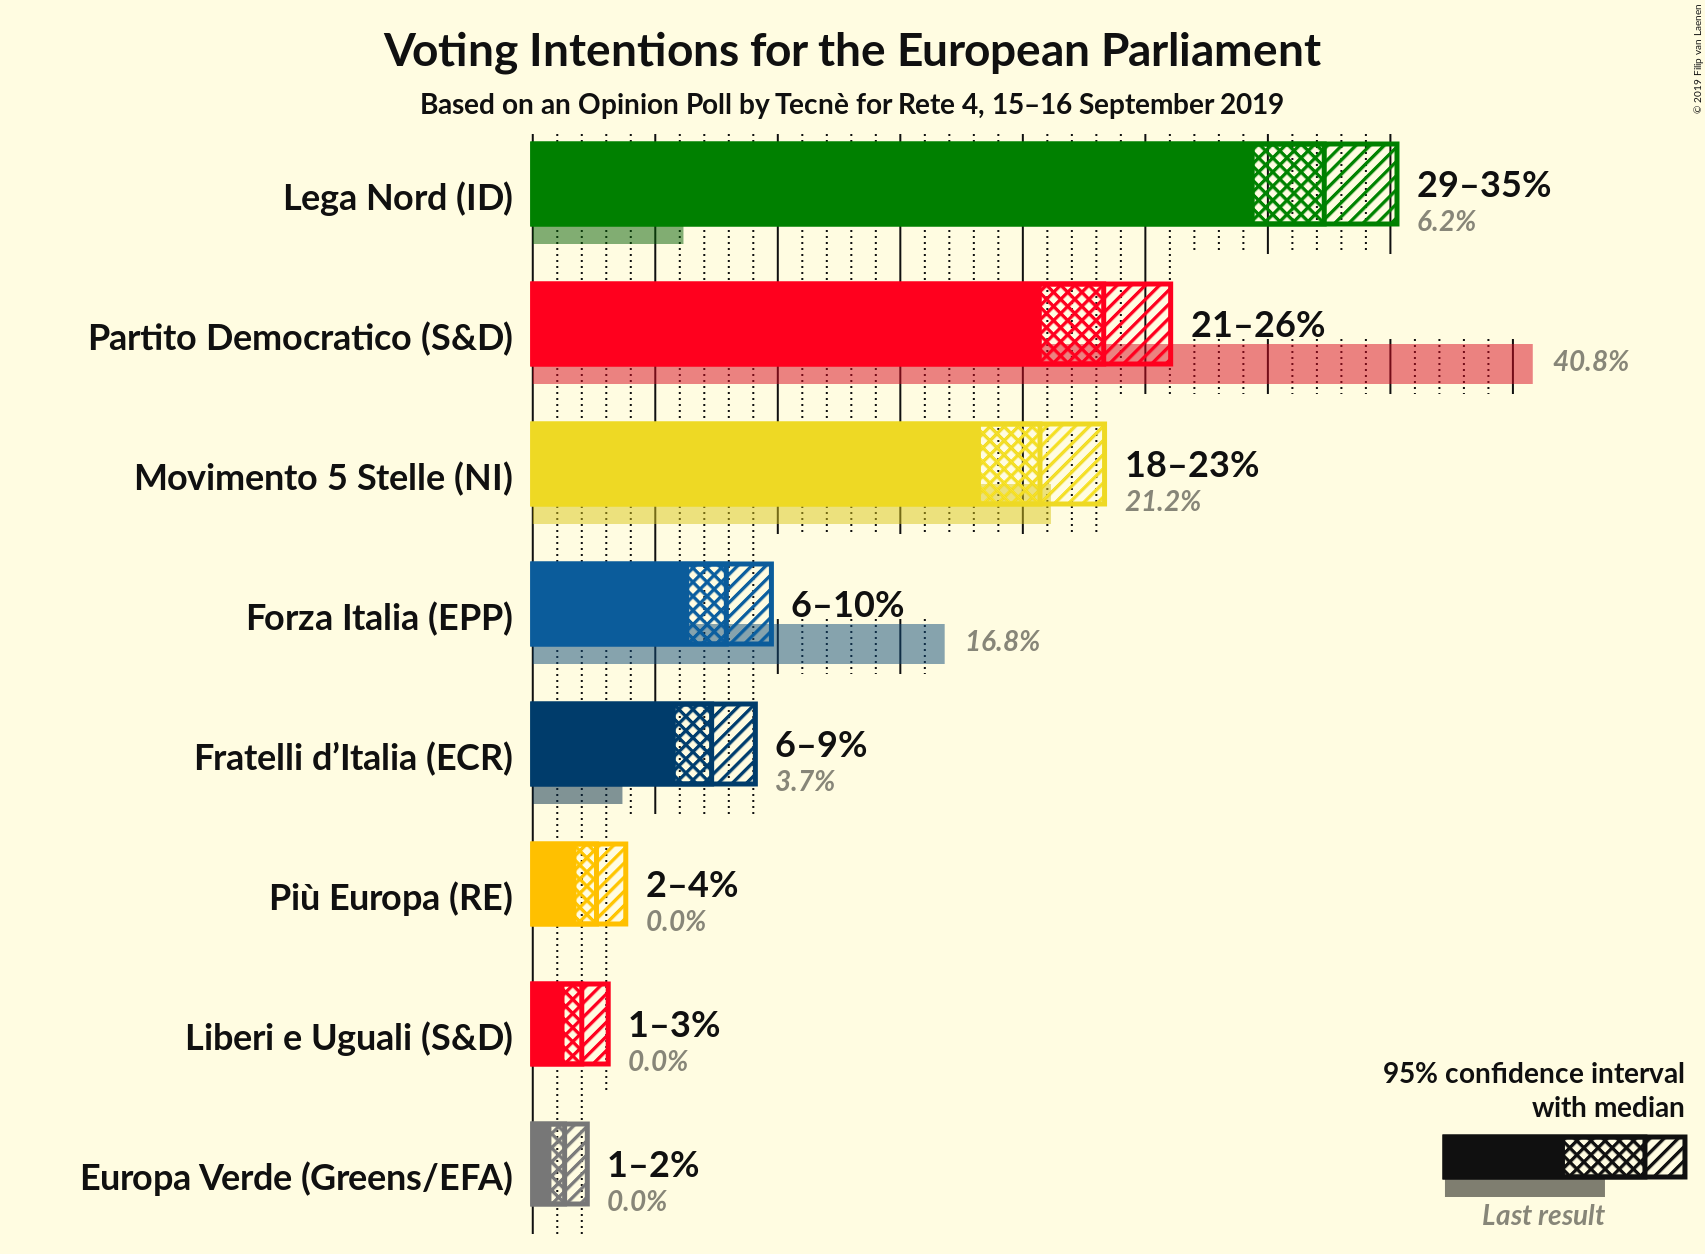 Voting Intentions for the European Parliament
Based on an Opinion Poll by Tecnè for Rete 4, 15–16 September 2019
© 2019 Filip van Laenen
Lega Nord (ID)
29–35%
6.2%
Partito Democratico (S&D)
21–26%
40.8%
Movimento 5 Stelle (NI)
18–23%
21.2%
Forza Italia (EPP)
6–10%
16.8%
Fratelli d’Italia (ECR)
6–9%
3.7%
Più Europa (RE)
2–4%
0.0%
Liberi e Uguali (S&D)
1–3%
0.0%
Europa Verde (Greens/EFA)
1–2%
0.0%
95% confidence interval
with median
Last result